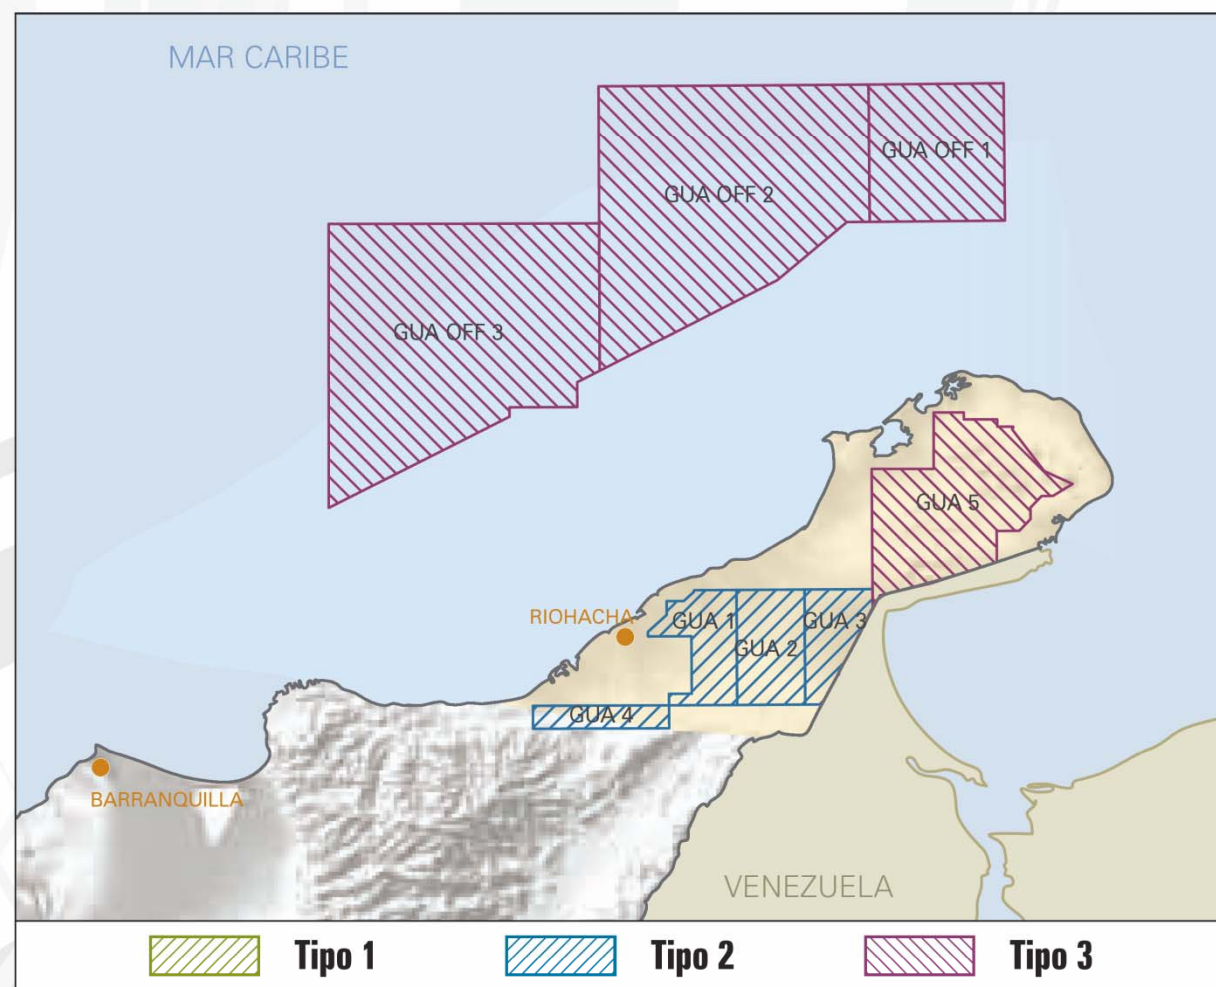 MAR CARIBE
GUA OFF 1
GUA OFF 2
GUA OFF 3
GUA 5
RIOHACHA
GUA 1
GUA 3
GUA 2
GUA 4
BARRANQUILLA
VENEZUELA
Tipo 1
Tipo 2
Tipo 3